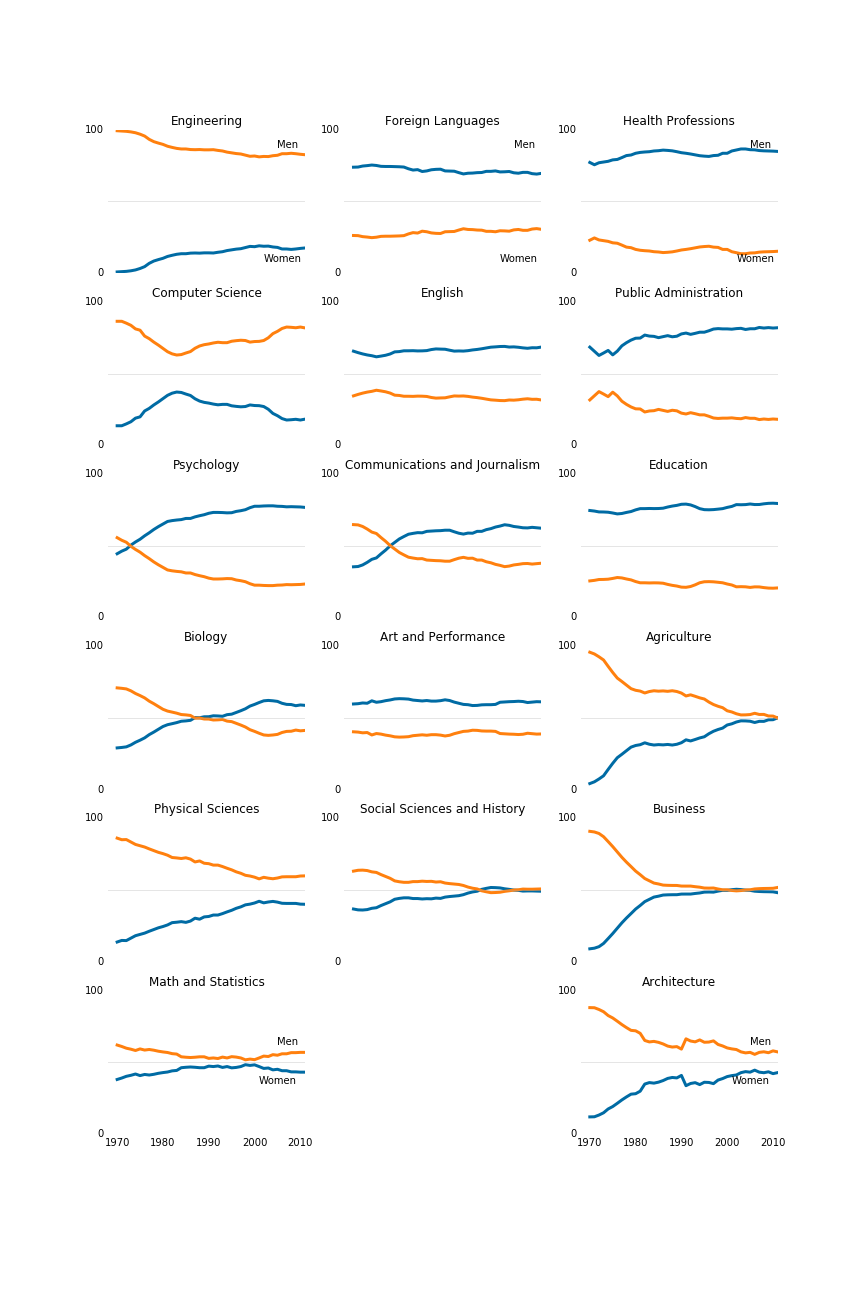 Engineering
Foreign Languages
Health Professions
100
100
100
Men
Men
Men
Women
Women
Women
0
0
0
Computer Science
English
Public Administration
100
100
100
0
0
0
Psychology
Communications and Journalism
Education
100
100
100
0
0
0
Biology
Art and Performance
Agriculture
100
100
100
0
0
0
Physical Sciences
Social Sciences and History
Business
100
100
100
0
0
0
Math and Statistics
Architecture
100
100
Men
Men
Women
Women
0
0
1970 1980 1990 2000 2010
1970 1980 1990 2000 2010